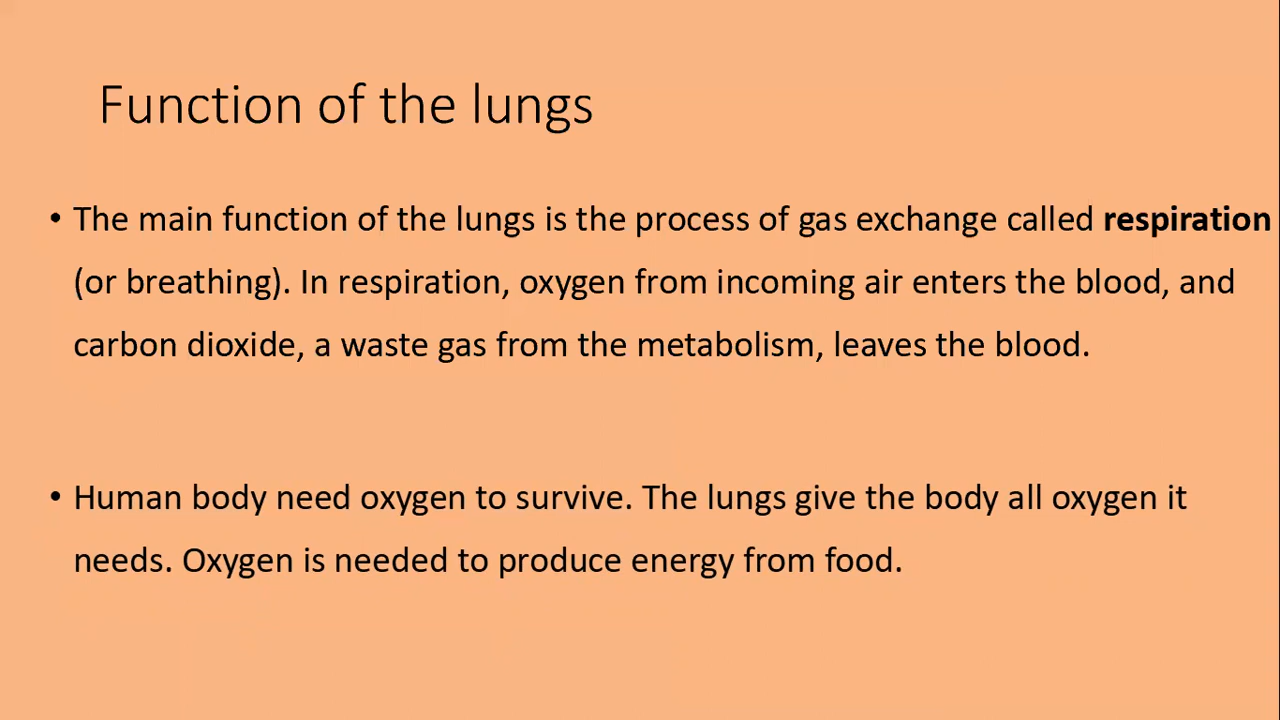 Function of the lungs
• The main function of the lungs is the process of gas exchange called respiration
(or breathing). In respiration, oxygen from incoming air enters the blood, and
carbon dioxide, a waste gas from the metabolism, leaves the blood.
• Human body need oxygen to survive. The lungs give the body all oxygen it
needs. Oxygen is needed to produce energy from food.